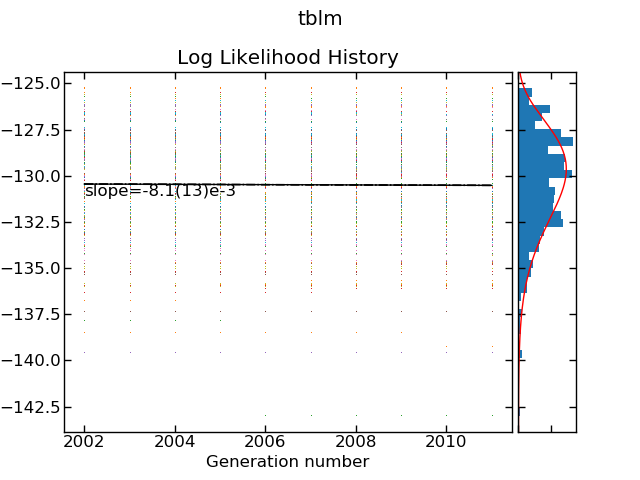 tblm
Log Likelihood History
−125.0
−127.5
−130.0
slope=-8.1(13)e-3
−132.5
−135.0
−137.5
−140.0
−142.5
2002 2004 2006 2008 2010
Generation number